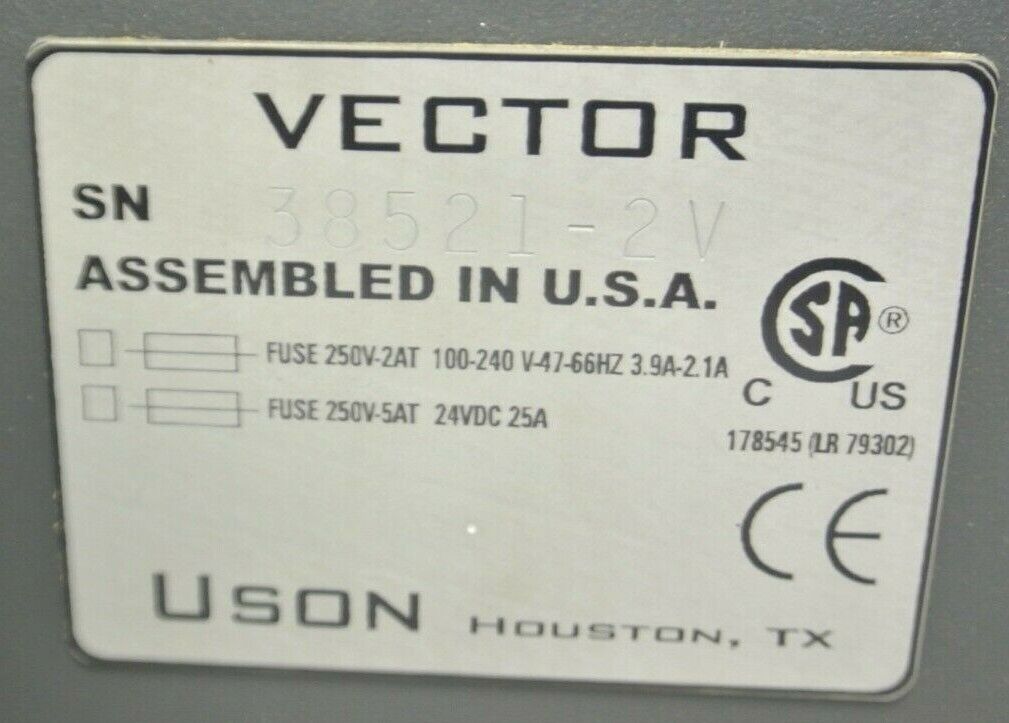 VECTOR
SN 38521-2V
ASSEMBLED IN U.S.A.
FUSE 250V-2AT 100-240 V-47-66HZ 3.9A-2.1A
FUSE 250V-5AT 24VDC 25A
SA ®
C US
178545 (LR 79302)
CE
USON HOUSTON, TX